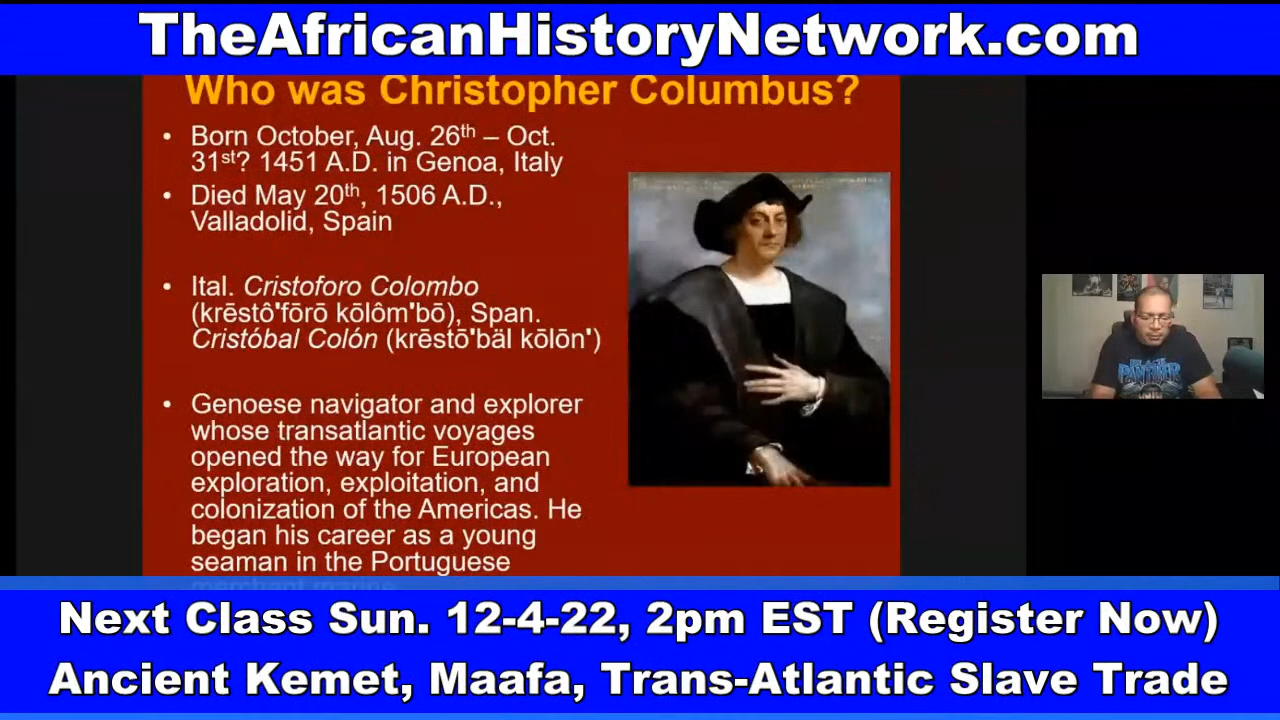 TheAfricanHistoryNetwork.com
Who was Christopher Columbus?
• Born October, Aug. 26th – Oct.
31st? 1451 A.D. in Genoa, Italy
• Died May 20th, 1506 A.D.,
Valladolid, Spain
• Ital. Cristoforo Colombo
(krēstô'fōrō kōlôm'bō), Span.
Cristóbal Colón (krēstō'bäl kōlōn')
• Genoese navigator and explorer
whose transatlantic voyages
opened the way for European
exploration, exploitation, and
colonization of the Americas. He
began his career as a young
seaman in the Portuguese
BLACK
PANTHER
Next Class Sun. 12-4-22, 2pm EST (Register Now)
Ancient Kemet, Maafa, Trans-Atlantic Slave Trade